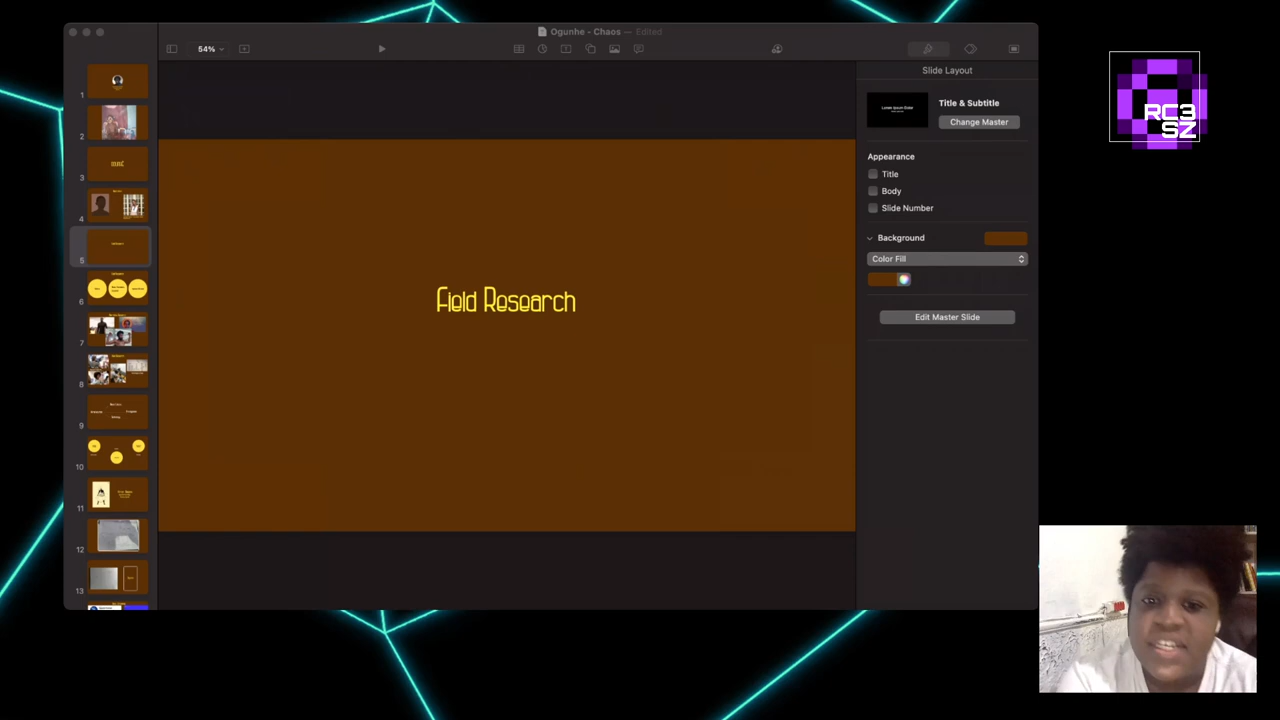 Ogunhe - Chaos — Edited
54%
Slide Layout
Title & Subtitle
Change Master
Appearance
Title
Body
Slide Number
Background
Color Fill
Edit Master Slide
Field Research
1
2
3
4
5
6
7
8
9
10
11
12
13
RC3
SZ